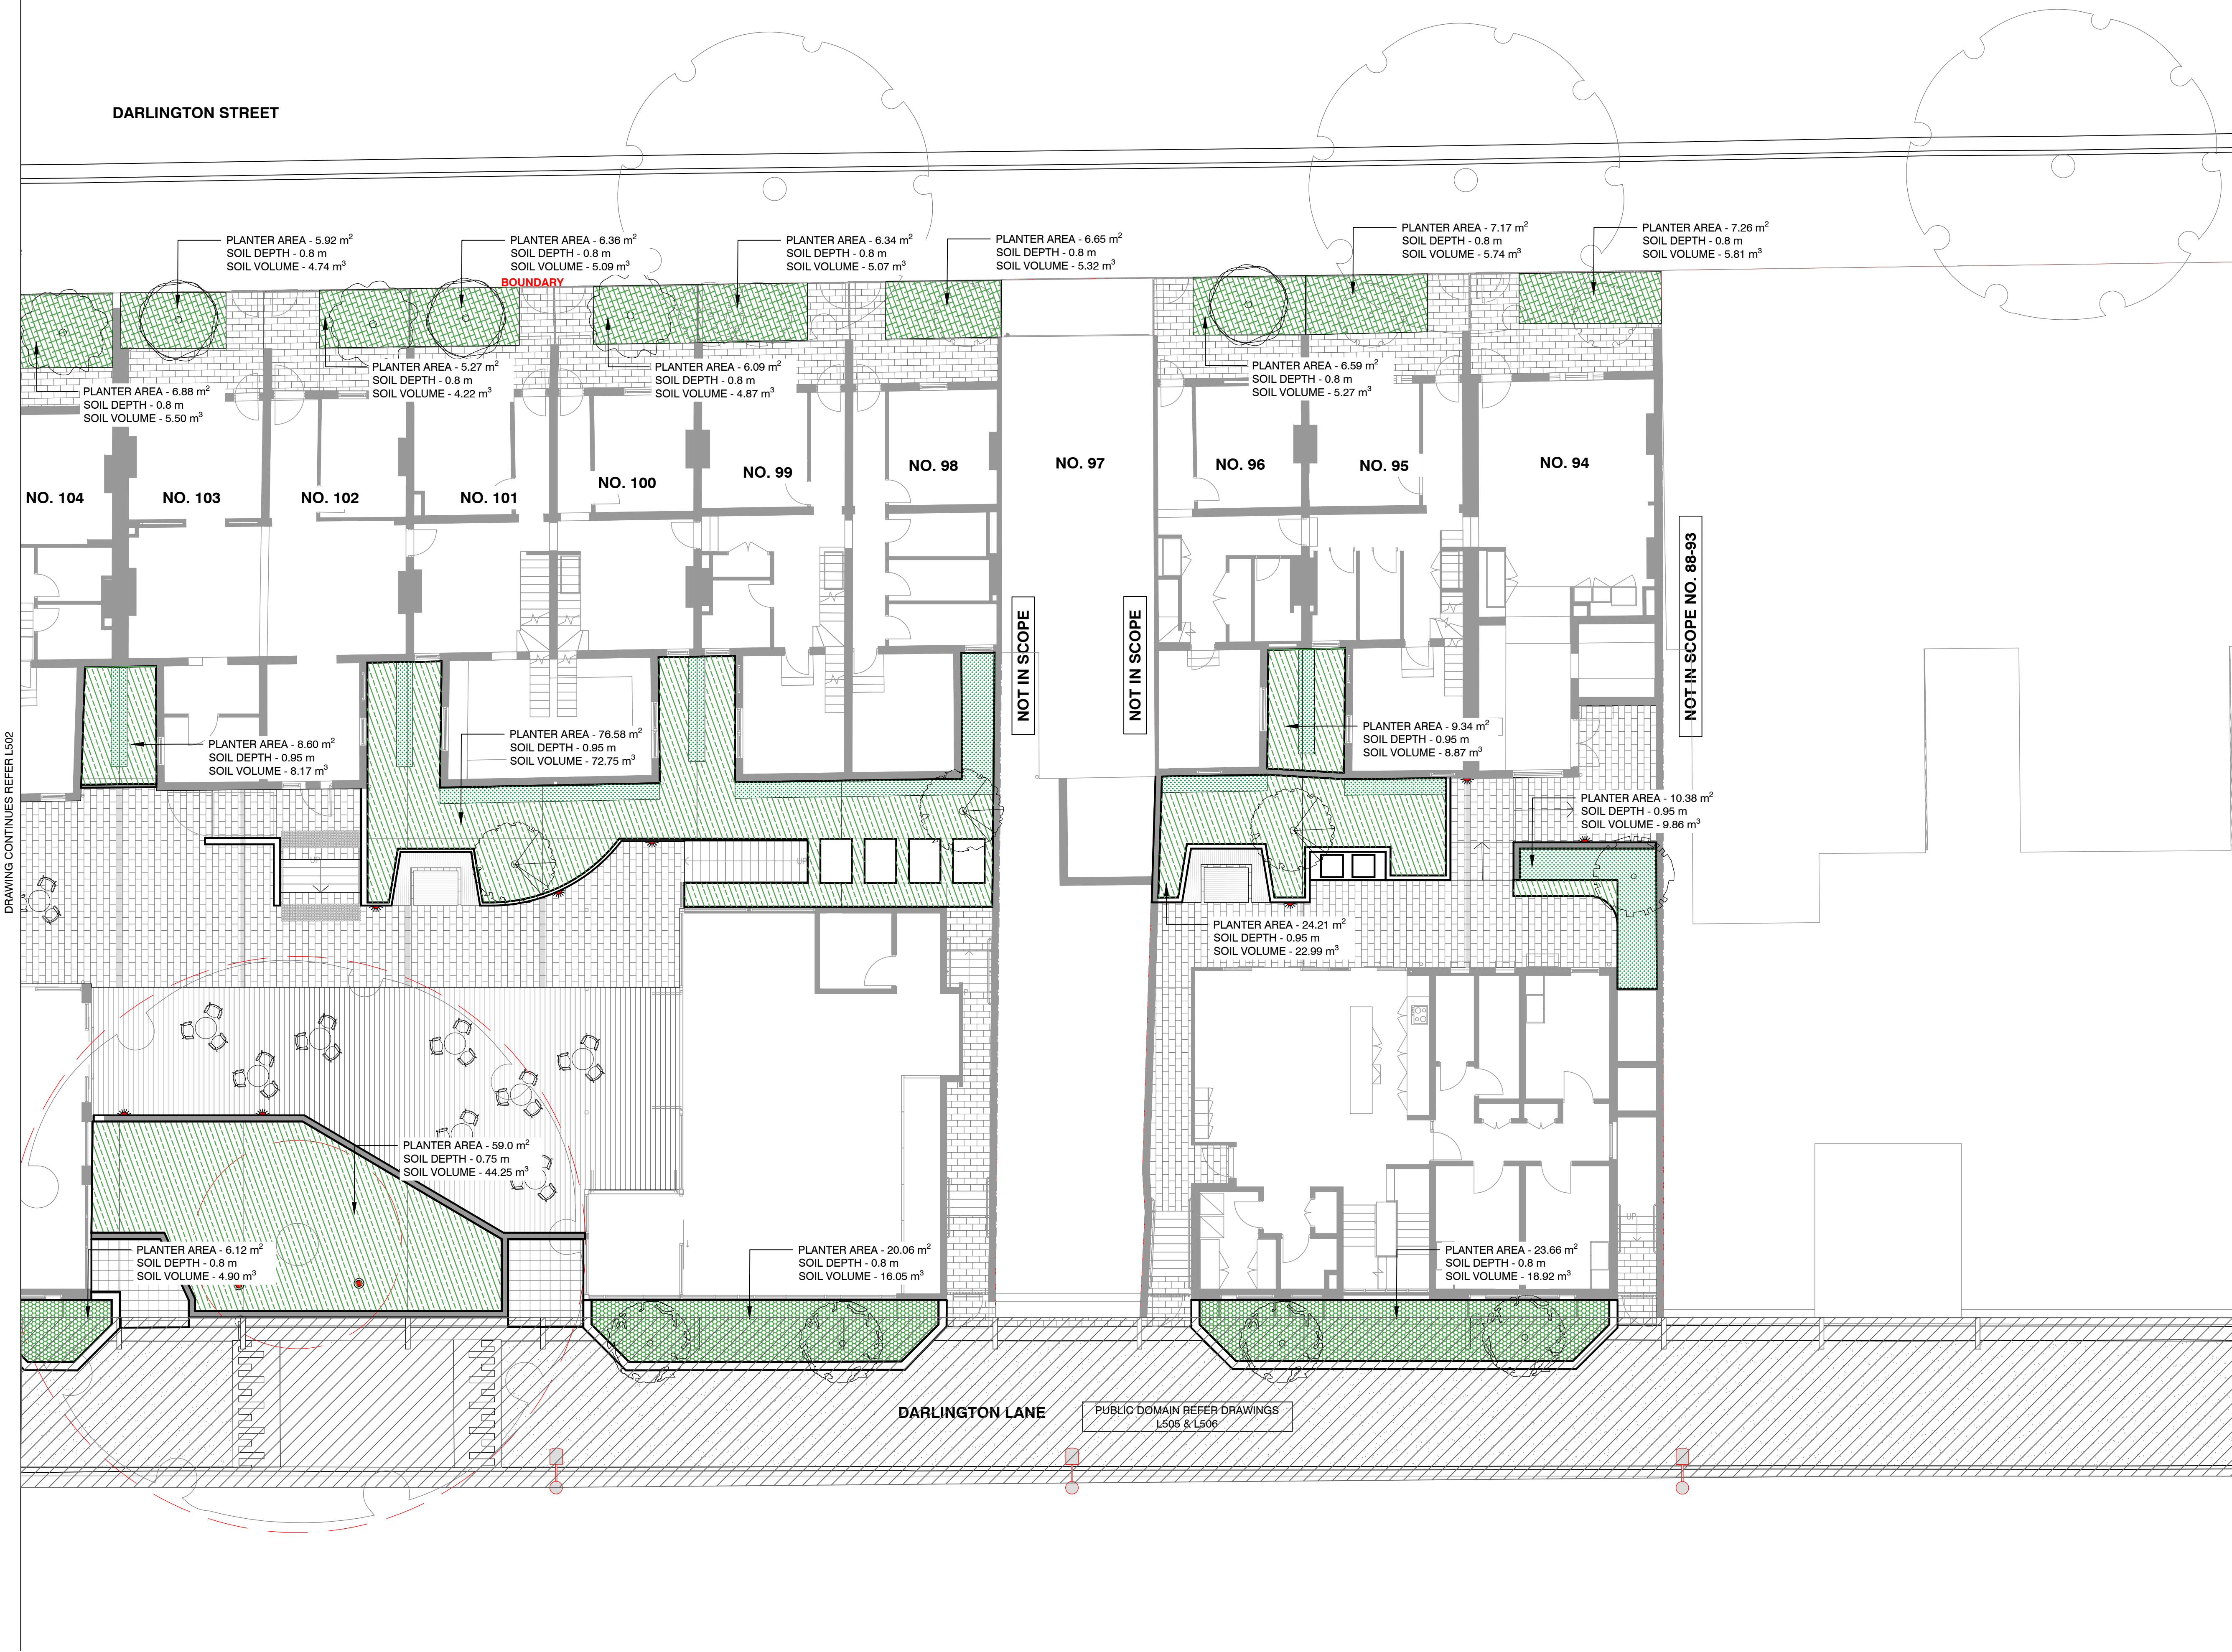 DARLINGTON STREET
PLANTER AREA - 5.92 m²
SOIL DEPTH - 0.8 m
SOIL VOLUME - 4.74 m³
PLANTER AREA - 6.36 m²
SOIL DEPTH - 0.8 m
SOIL VOLUME - 5.09 m³
BOUNDARY
PLANTER AREA - 6.34 m²
SOIL DEPTH - 0.8 m
SOIL VOLUME - 5.07 m³
PLANTER AREA - 6.65 m²
SOIL DEPTH - 0.8 m
SOIL VOLUME - 5.32 m³
PLANTER AREA - 7.17 m²
SOIL DEPTH - 0.8 m
SOIL VOLUME - 5.74 m³
PLANTER AREA - 7.26 m²
SOIL DEPTH - 0.8 m
SOIL VOLUME - 5.81 m³
PLANTER AREA - 6.88 m²
SOIL DEPTH - 0.8 m
SOIL VOLUME - 5.50 m³
PLANTER AREA - 5.27 m²
SOIL DEPTH - 0.8 m
SOIL VOLUME - 4.22 m³
PLANTER AREA - 6.09 m²
SOIL DEPTH - 0.8 m
SOIL VOLUME - 4.87 m³
PLANTER AREA - 6.59 m²
SOIL DEPTH - 0.8 m
SOIL VOLUME - 5.27 m³
NO. 104
NO. 103
NO. 102
NO. 101
NO. 100
NO. 99
NO. 98
NO. 97
NO. 96
NO. 95
NO. 94
NOT IN SCOPE
NOT IN SCOPE
NOT IN SCOPE NO. 88-93
DRAWING CONTINUES REFER L502
PLANTER AREA - 8.60 m²
SOIL DEPTH - 0.95 m
SOIL VOLUME - 8.17 m³
PLANTER AREA - 76.58 m²
SOIL DEPTH - 0.95 m
SOIL VOLUME - 72.75 m³
PLANTER AREA - 9.34 m²
SOIL DEPTH - 0.95 m
SOIL VOLUME - 8.87 m³
PLANTER AREA - 10.38 m²
SOIL DEPTH - 0.95 m
SOIL VOLUME - 9.86 m³
UP
UP
PLANTER AREA - 24.21 m²
SOIL DEPTH - 0.95 m
SOIL VOLUME - 22.99 m³
PLANTER AREA - 59.0 m²
SOIL DEPTH - 0.75 m
SOIL VOLUME - 44.25 m³
UP
PLANTER AREA - 6.12 m²
SOIL DEPTH - 0.8 m
SOIL VOLUME - 4.90 m³
PLANTER AREA - 20.06 m²
SOIL DEPTH - 0.8 m
SOIL VOLUME - 16.05 m³
PLANTER AREA - 23.66 m²
SOIL DEPTH - 0.8 m
SOIL VOLUME - 18.92 m³
DARLINGTON LANE
PUBLIC DOMAIN REFER DRAWINGS
L505 & L506